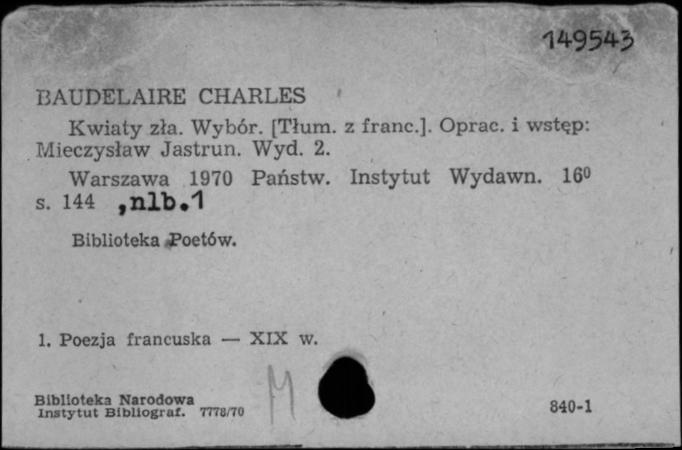 149543
BAUDELAIRE CHARLES
Kwiaty zła. Wybór. [Tłum. z franc.]. Oprac. i wstęp:
Mieczysław Jastrun. Wyd. 2.
Warszawa 1970 Państw. Instytut Wydawn. 16⁰
s. 144 ,nlb.1
Biblioteka Poetów.
1. Poezja francuska — XIX w.
M
Biblioteka Narodowa
Instytut Bibliograf. 7778/70
840-1